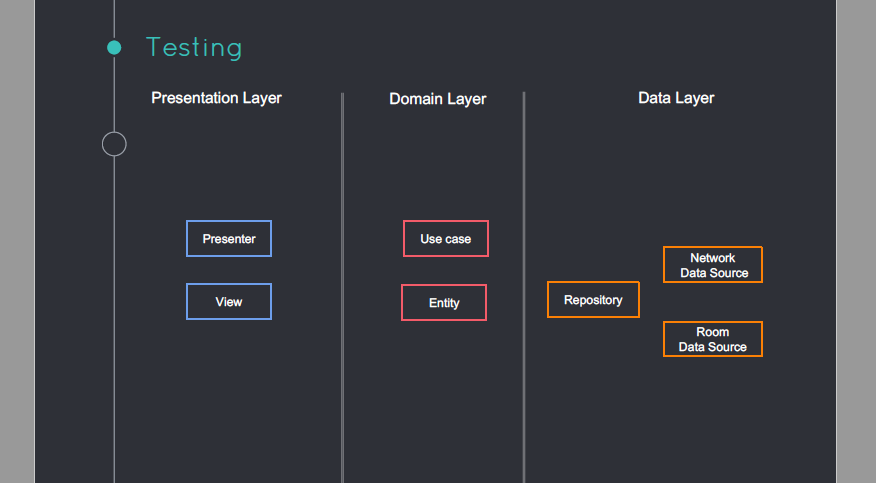 Testing
Presentation Layer
Domain Layer
Data Layer
Presenter
View
Use case
Entity
Repository
Network
Data Source
Room
Data Source